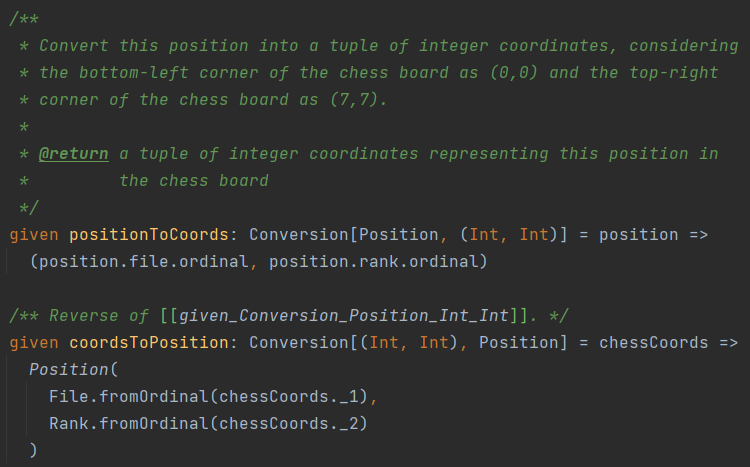 /**
 * Convert this position into a tuple of integer coordinates, considering
 * the bottom-left corner of the chess board as (0,0) and the top-right
 * corner of the chess board as (7,7).
 *
 * @return a tuple of integer coordinates representing this position in
 *         the chess board
 */
given positionToCoords: Conversion[Position, (Int, Int)] = position =>
  (position.file.ordinal, position.rank.ordinal)

/** Reverse of [[given_Conversion_Position_Int_Int]]. */
given coordsToPosition: Conversion[(Int, Int), Position] = chessCoords =>
  Position(
    File.fromOrdinal(chessCoords._1),
    Rank.fromOrdinal(chessCoords._2)
  )